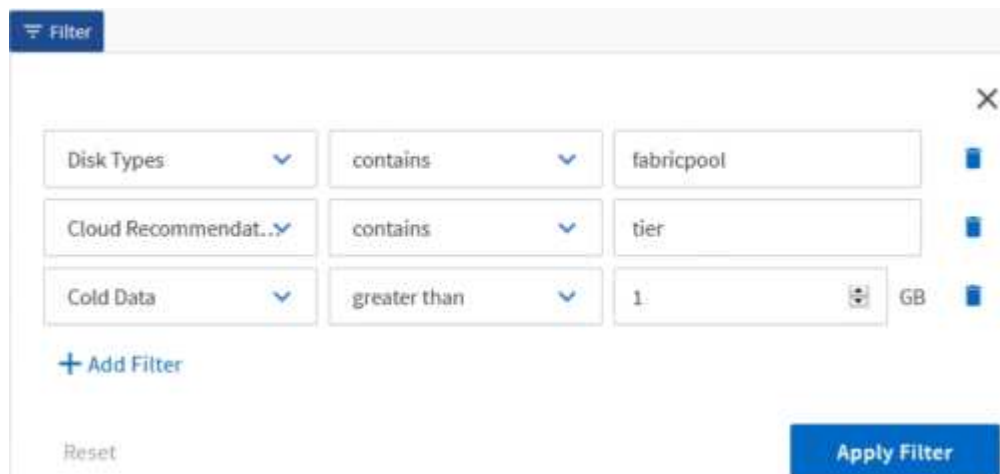 Filter
Disk Types contains fabricpool
Cloud Recommendat... contains tier
Cold Data greater than 1 GB
+ Add Filter
Reset Apply Filter